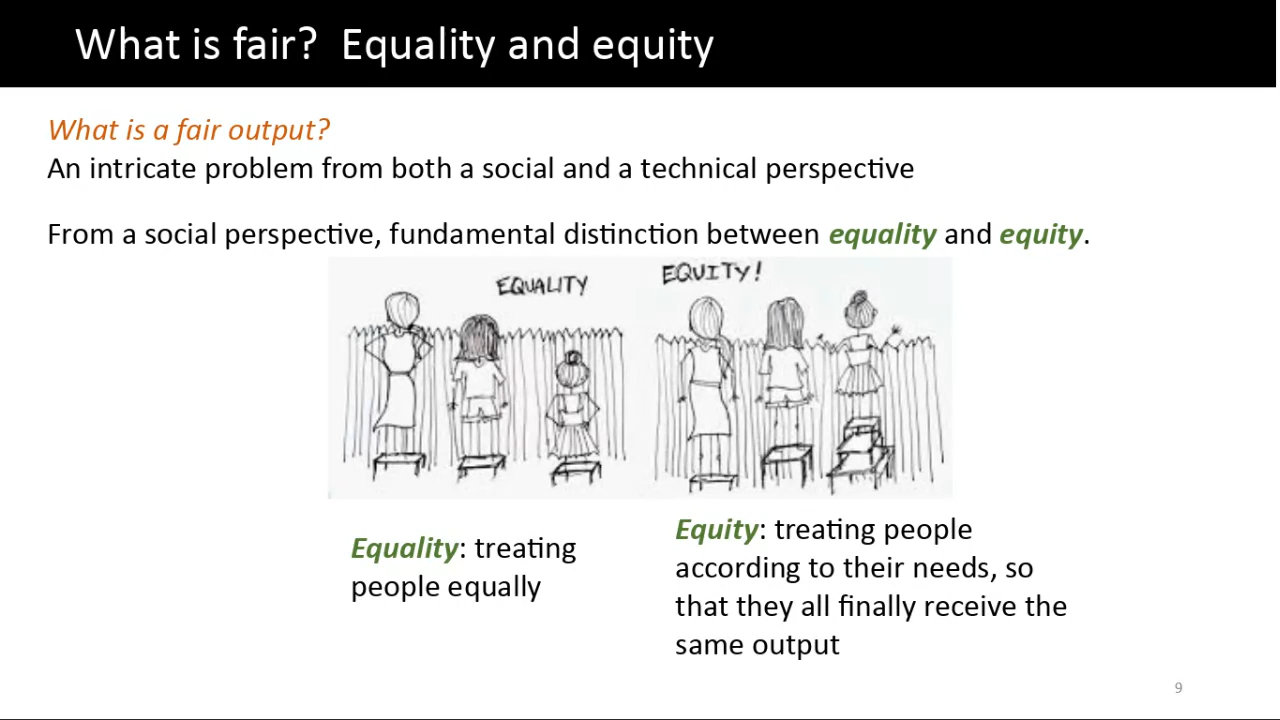 What is fair? Equality and equity
What is a fair output?
An intricate problem from both a social and a technical perspective
From a social perspective, fundamental distinction between equality and equity.
EQUALITY
EQUITY!
Equality: treating
people equally
Equity: treating people
according to their needs, so
that they all finally receive the
same output
9